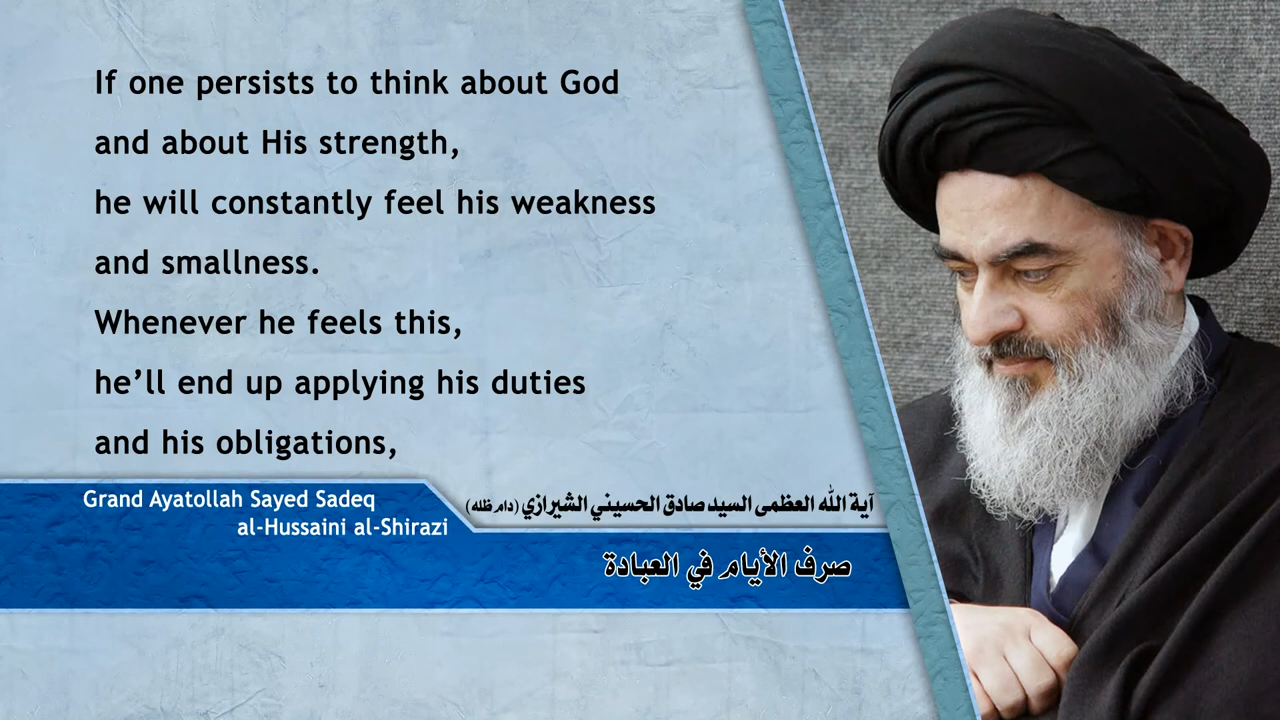 If one persists to think about God
and about His strength,
he will constantly feel his weakness
and smallness.
Whenever he feels this,
he’ll end up applying his duties
and his obligations,
Grand Ayatollah Sayed Sadeq
al-Hussaini al-Shirazi
آية الله العظمى السيد صادق الحسيني الشيرازي (دام ظله)
صرف الأيام في العبادة